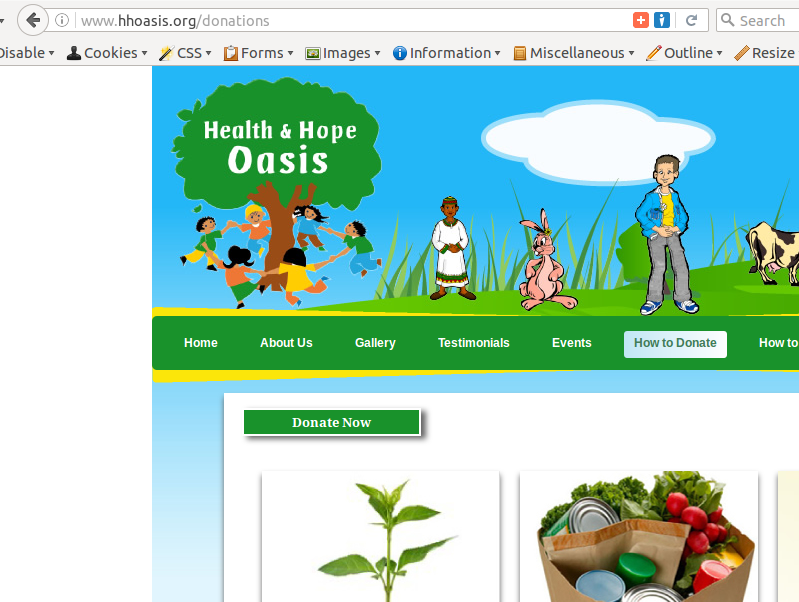 www.hhoasis.org/donations
Search
Disable Cookies CSS Forms Images Information Miscellaneous Outline Resize
Health & Hope
Oasis
Home About Us Gallery Testimonials Events How to Donate How to
Donate Now